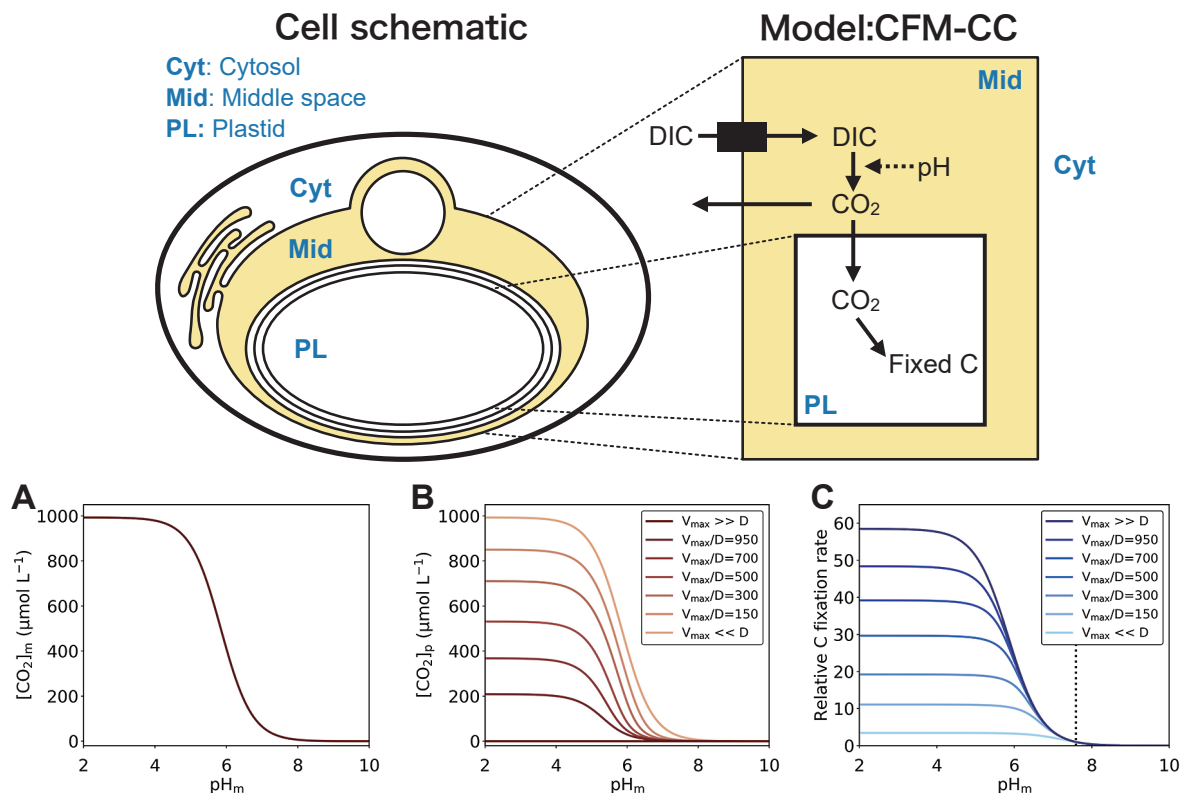 Cell schematic
Cyt: Cytosol
Mid: Middle space
PL: Plastid
Cyt
Mid
PL
Model:CFM-CC
Mid
DIC
DIC
pH
Cyt
CO₂
CO₂
Fixed C
PL
A
[CO₂]ₘ (μmol L⁻¹)
1000
800
600
400
200
0
2 4 6 8 10
pHₘ
B
[CO₂]ₚ (μmol L⁻¹)
1000
800
600
400
200
0
2 4 6 8 10
pHₘ
Vmax >> D
Vmax/D=950
Vmax/D=700
Vmax/D=500
Vmax/D=300
Vmax/D=150
Vmax << D
C
Relative C fixation rate
60
50
40
30
20
10
0
2 4 6 8 10
pHₘ
Vmax >> D
Vmax/D=950
Vmax/D=700
Vmax/D=500
Vmax/D=300
Vmax/D=150
Vmax << D